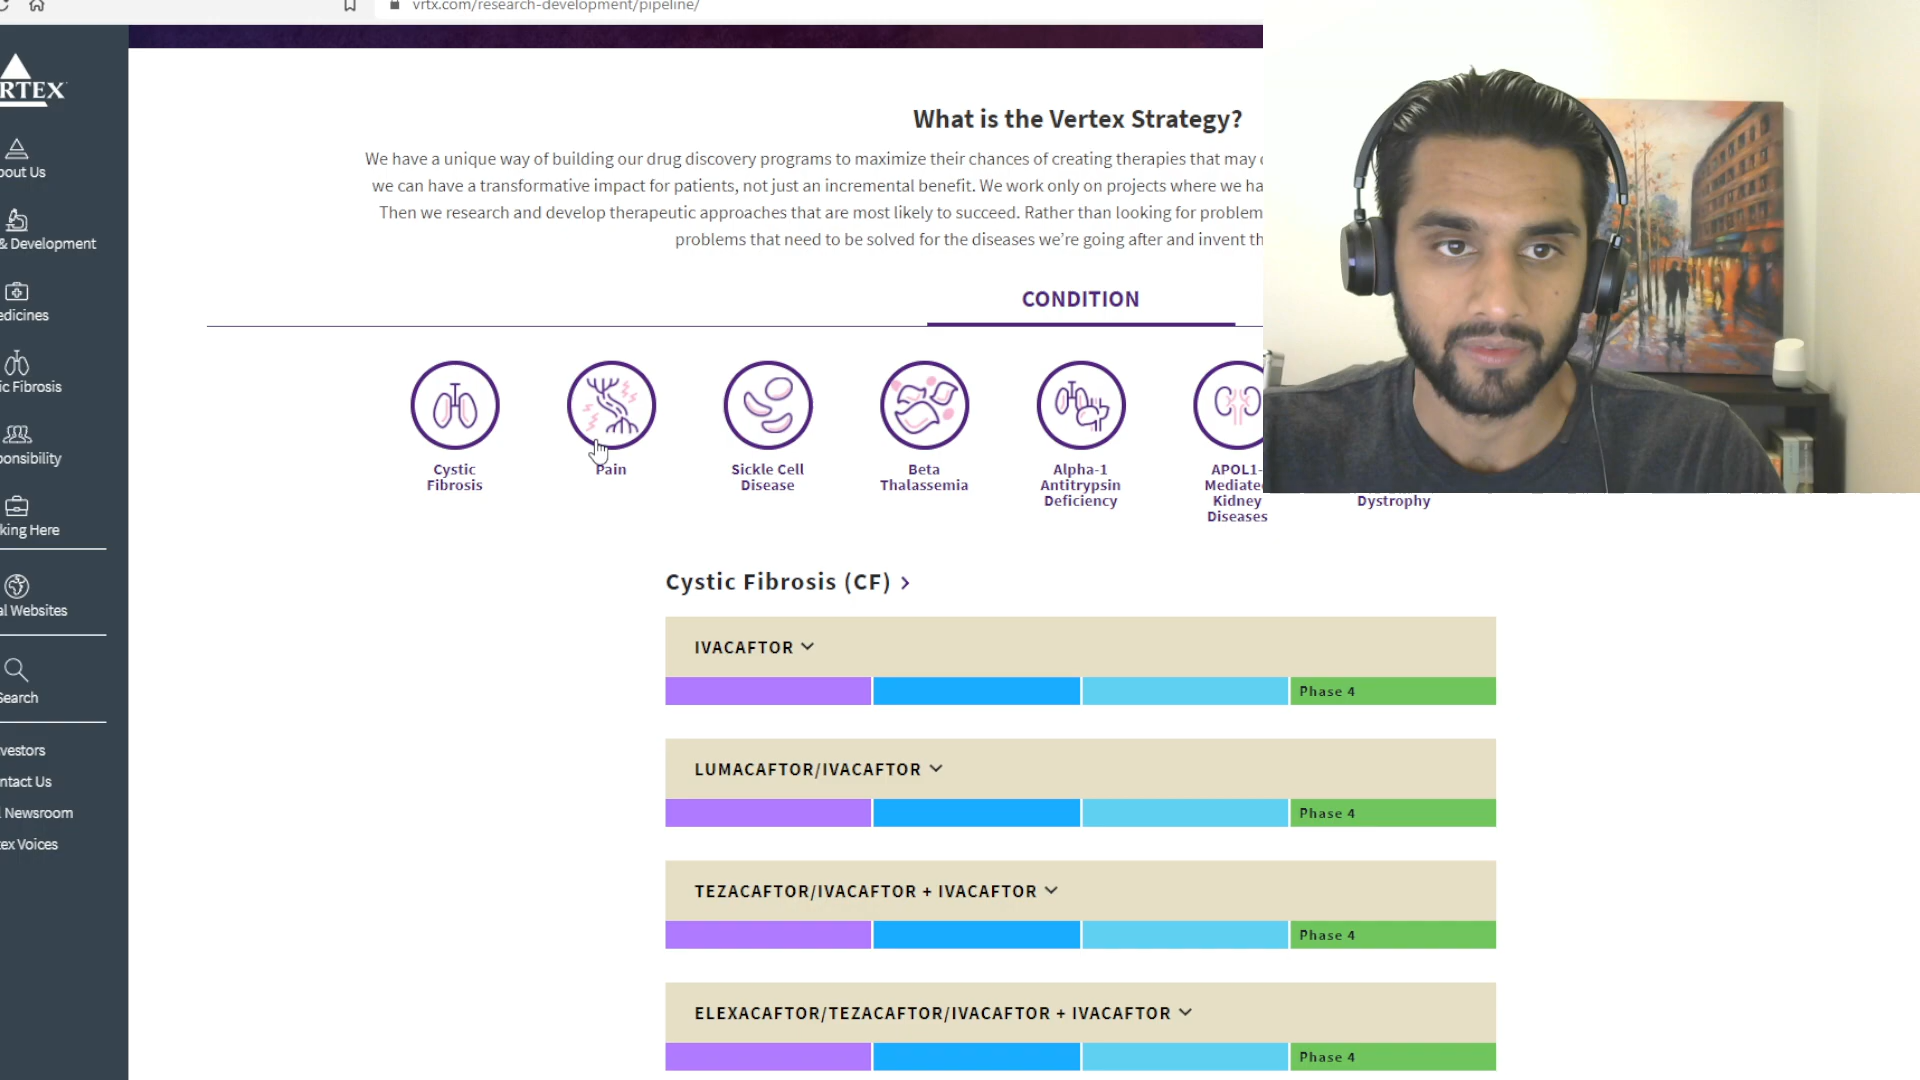 vrtx.com/research-development/pipeline/
RTEX
out Us
& Development
edicines
ic Fibrosis
ponsibility
king Here
al Websites
Search
vestors
ntact Us
Newsroom
ex Voices
What is the Vertex Strategy?
We have a unique way of building our drug discovery programs to maximize their chances of creating therapies that may
we can have a transformative impact for patients, not just an incremental benefit. We work only on projects where we ha
Then we research and develop therapeutic approaches that are most likely to succeed. Rather than looking for problem
problems that need to be solved for the diseases we're going after and invent th
CONDITION
Cystic Fibrosis
Pain
Sickle Cell Disease
Beta Thalassemia
Alpha-1 Antitrypsin Deficiency
APOL1- Mediate Kidney Diseases
Dystrophy
Cystic Fibrosis (CF) >
IVACAFTOR
Phase 4
LUMACAFTOR/IVACAFTOR
Phase 4
TEZACAFTOR/IVACAFTOR + IVACAFTOR
Phase 4
ELEXACAFTOR/TEZACAFTOR/IVACAFTOR + IVACAFTOR
Phase 4